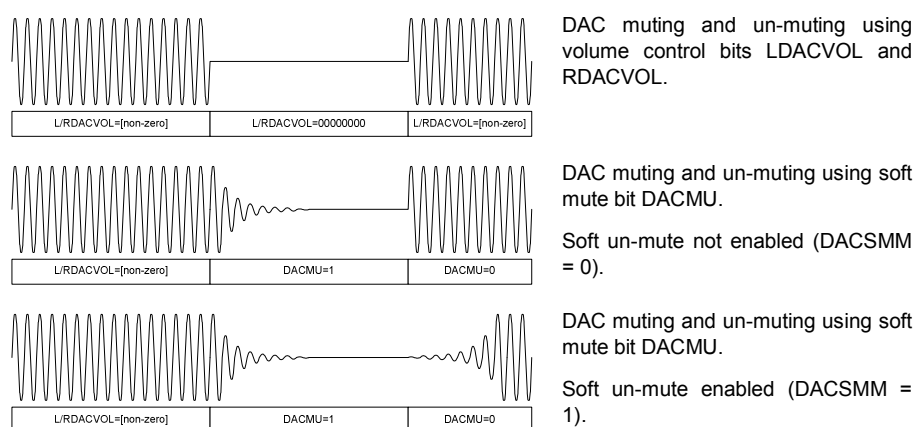 DAC muting and un-muting using
volume control bits LDACVOL and
RDACVOL.
L/RDACVOL=[non-zero]
L/RDACVOL=00000000
L/RDACVOL=[non-zero]
DAC muting and un-muting using soft
mute bit DACMU.
Soft un-mute not enabled (DACSMM
= 0).
L/RDACVOL=[non-zero]
DACMU=1
DACMU=0
DAC muting and un-muting using soft
mute bit DACMU.
Soft un-mute enabled (DACSMM =
1).
L/RDACVOL=[non-zero]
DACMU=1
DACMU=0